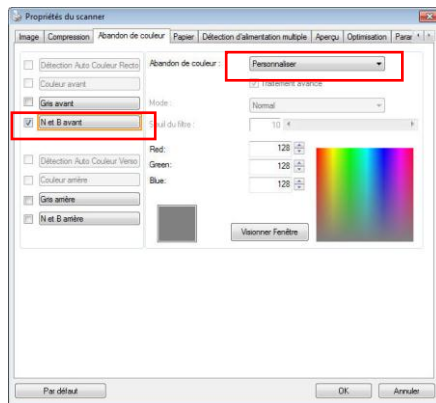 Propriétés du scanner
Image Compression Abandon de couleur Papier Détection d'alimentation multiple Aperçu Optimisation Parar
Détection Auto Couleur Recto
Couleur avant
Gris avant
N et B avant
Détection Auto Couleur Verso
Couleur arrière
Gris arrière
N et B arrière
Abandon de couleur : Personnaliser
Traitement avancé
Mode : Normal
Seuil du filtre : 10
Red: 128
Green: 128
Blue: 128
Visionner Fenêtre
Par défaut OK Annuler